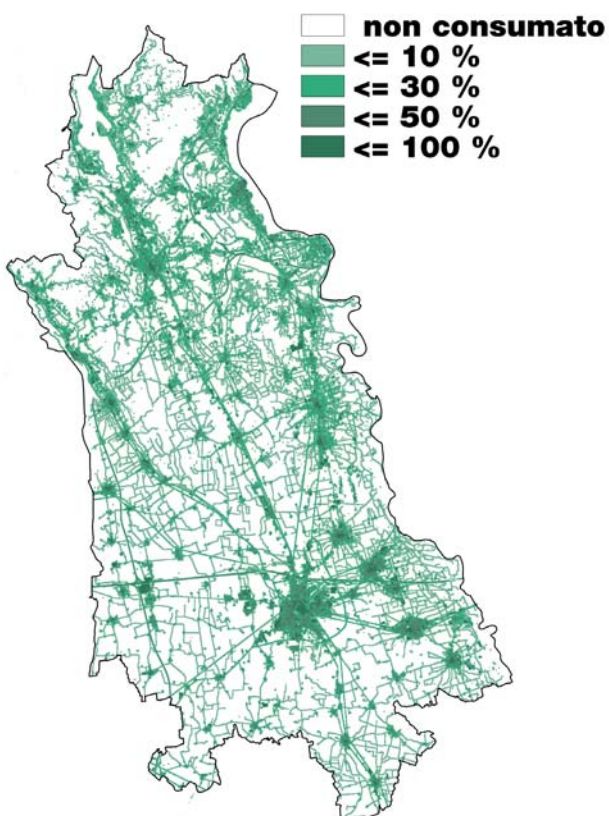 non consumato
<= 10 %
<= 30 %
<= 50 %
<= 100 %